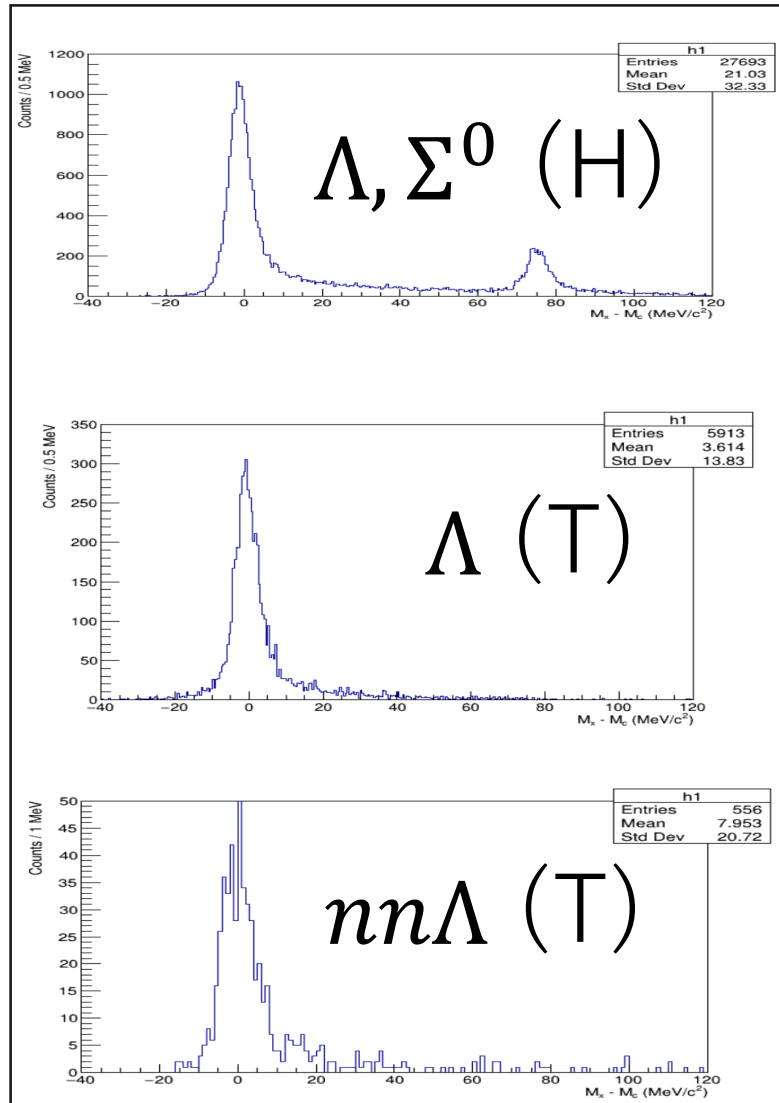 h1
Entries 27693
Mean 21.03
Std Dev 32.33
Counts / 0.5 MeV
1200
1000
800
600
400
200
0
Λ, Σ⁰ (H)
−40 −20 0 20 40 60 80 100 120
Mₓ - M_c (MeV/c²)
h1
Entries 5913
Mean 3.614
Std Dev 13.83
Counts / 0.5 MeV
350
300
250
200
150
100
50
0
Λ (T)
−40 −20 0 20 40 60 80 100 120
Mₓ - M_c (MeV/c²)
h1
Entries 556
Mean 7.953
Std Dev 20.72
Counts / 1 MeV
50
45
40
35
30
25
20
15
10
5
0
nnΛ (T)
−40 −20 0 20 40 60 80 100 120
Mₓ - M_c (MeV/c²)